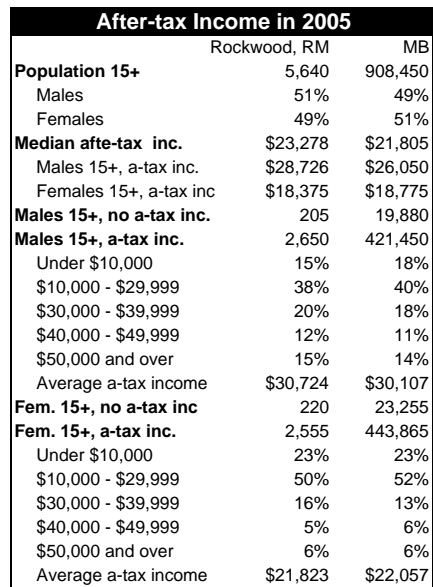 After-tax Income in 2005
Rockwood, RM MB
Population 15+ 5,640 908,450
Males 51% 49%
Females 49% 51%
Median afte-tax inc. $23,278 $21,805
Males 15+, a-tax inc. $28,726 $26,050
Females 15+, a-tax inc $18,375 $18,775
Males 15+, no a-tax inc. 205 19,880
Males 15+, a-tax inc. 2,650 421,450
Under $10,000 15% 18%
$10,000 - $29,999 38% 40%
$30,000 - $39,999 20% 18%
$40,000 - $49,999 12% 11%
$50,000 and over 15% 14%
Average a-tax income $30,724 $30,107
Fem. 15+, no a-tax inc 220 23,255
Fem. 15+, a-tax inc. 2,555 443,865
Under $10,000 23% 23%
$10,000 - $29,999 50% 52%
$30,000 - $39,999 16% 13%
$40,000 - $49,999 5% 6%
$50,000 and over 6% 6%
Average a-tax income $21,823 $22,057